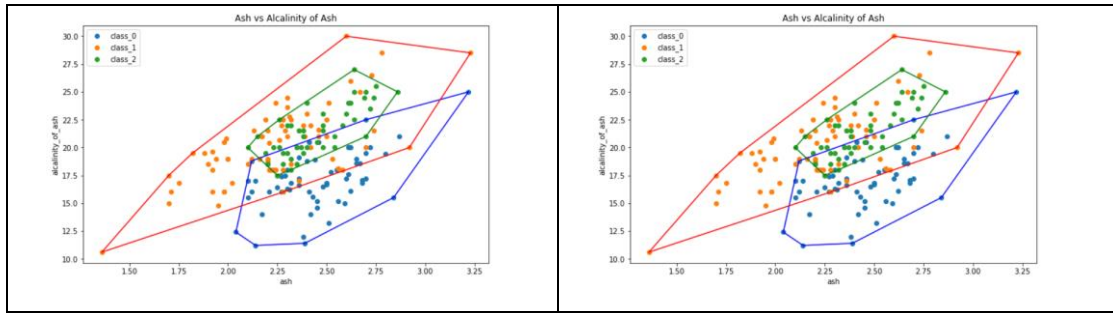 Ash vs Alcalinity of Ash
class_0
class_1
class_2
30.0
27.5
25.0
22.5
20.0
17.5
15.0
12.5
10.0
alcalinity_of_ash
1.50
1.75
2.00
2.25
2.50
2.75
3.00
3.25
ash
Ash vs Alcalinity of Ash
class_0
class_1
class_2
30.0
27.5
25.0
22.5
20.0
17.5
15.0
12.5
10.0
alcalinity_of_ash
1.50
1.75
2.00
2.25
2.50
2.75
3.00
3.25
ash